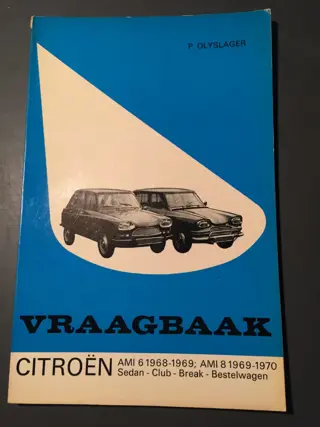 P. OLYSLAGER
VRAAGBAAK
CITROËN
AMI 6 1968-1969; AMI 8 1969-1970
Sedan - Club - Break - Bestelwagen